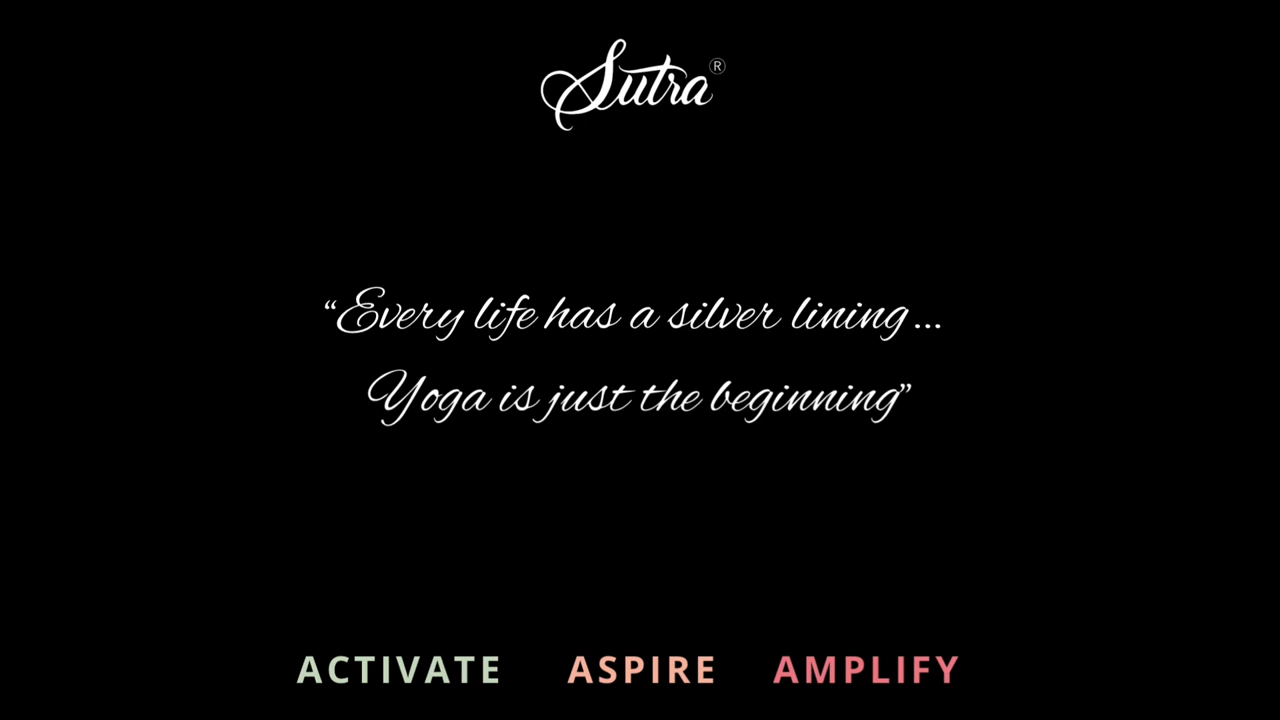 Sutra®
“Every life has a silver lining...
Yoga is just the beginning”
ACTIVATE ASPIRE AMPLIFY